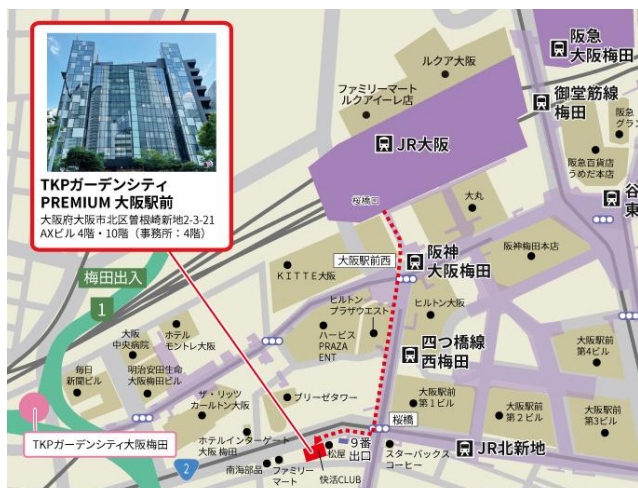 阪急
大阪梅田
ルクア大阪
ファミリーマート
ルクアイーレ店
御堂筋線
梅田
阪急
グラン
阪急百貨店
うめだ本店
JR大阪
TKPガーデンシティ
PREMIUM 大阪駅前
大阪府大阪市北区曽根崎新地2-3-21
AXビル 4階・10階（事務所：4階）
谷
東
桜橋口
大丸
阪神
大阪梅田
阪神梅田本店
大阪駅前西
KITTE大阪
梅田出入
1
ヒルトン
プラザウエスト
ヒルトン大阪
大阪
中央病院
ホテル
モントレ大阪
ハービス
PRAZA
ENT
四つ橋線
西梅田
大阪駅前
第4ビル
毎日
新聞ビル
明治安田生命
大阪梅田ビル
ザ・リッツ
カールトン大阪
ブリーゼタワー
大阪駅前
第1ビル
大阪駅前
第2ビル
大阪駅前
第3ビル
桜橋
TKPガーデンシティ大阪梅田
ホテルインターゲート
大阪 梅田
松屋
9番
出口
スターバックス
コーヒー
JR北新地
2
南海部品
ファミリー
マート
快活CLUB